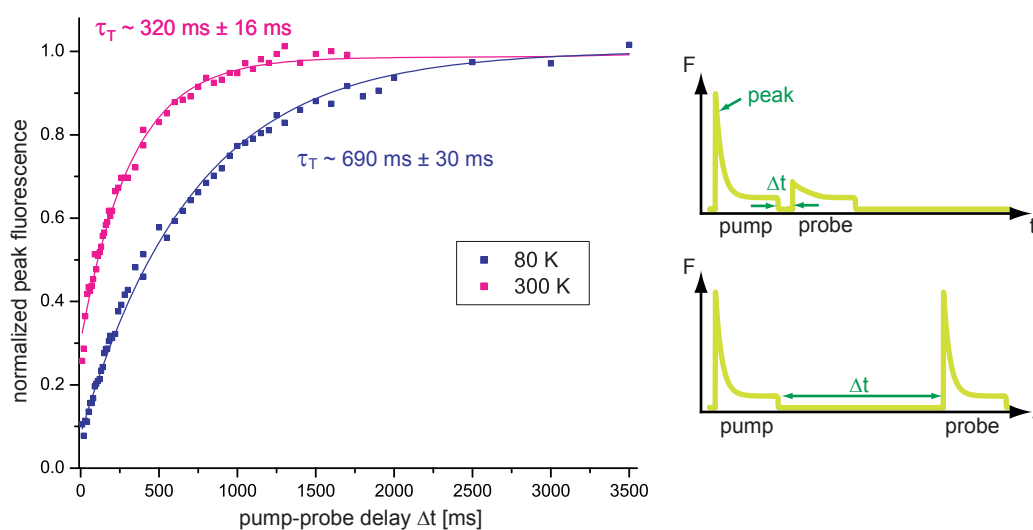 τT ~ 320 ms ± 16 ms
1.0
0.8
0.6
0.4
0.2
0.0
normalized peak fluorescence
τT ~ 690 ms ± 30 ms
80 K
300 K
0
500
1000
1500
2000
2500
3000
3500
pump-probe delay Δt [ms]
F
peak
Δt
pump
probe
t
F
Δt
pump
probe